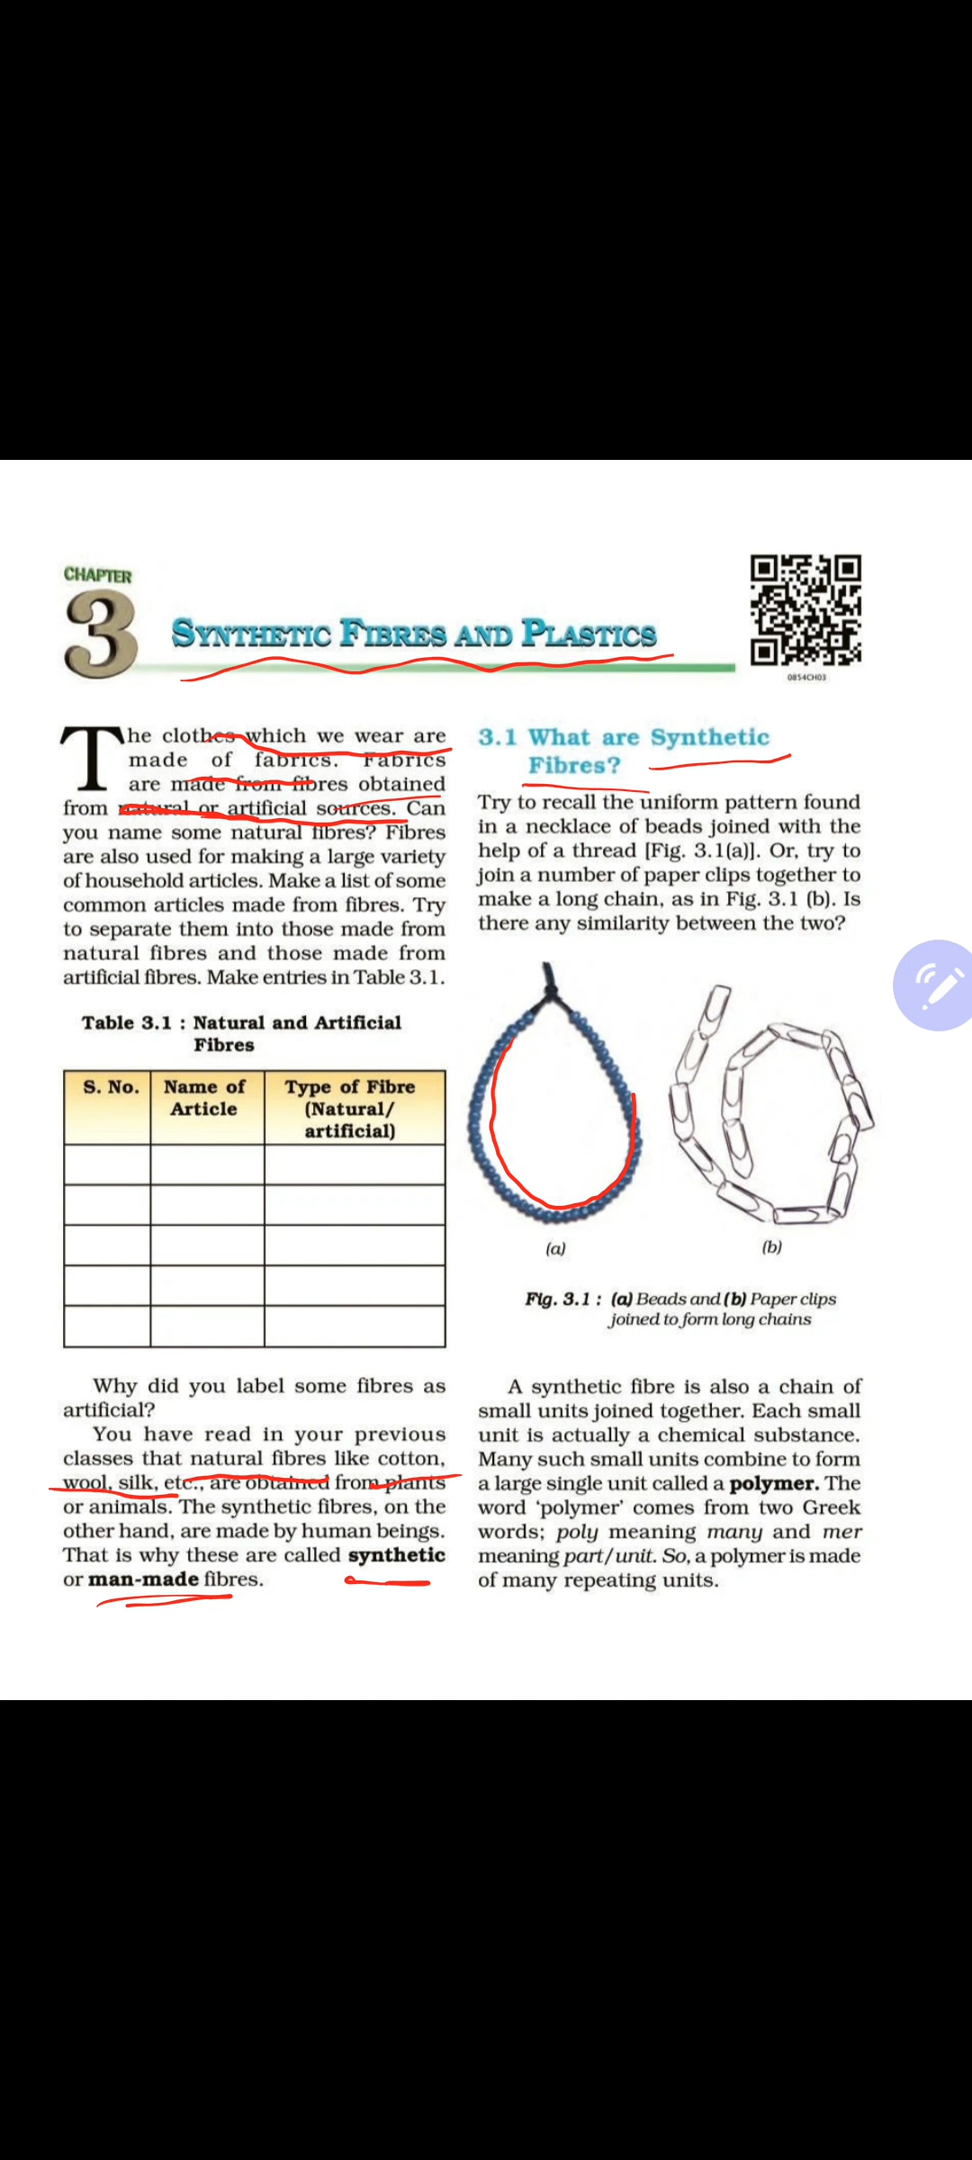 CHAPTER
3
SYNTHETIC FIBRES AND PLASTICS
0854CH03
The clothes which we wear are
made of fabrics. Fabrics
are made from fibres obtained
from natural or artificial sources. Can
you name some natural fibres? Fibres
are also used for making a large variety
of household articles. Make a list of some
common articles made from fibres. Try
to separate them into those made from
natural fibres and those made from
artificial fibres. Make entries in Table 3.1.
Table 3.1 : Natural and Artificial
Fibres
S. No. Name of Article Type of Fibre (Natural/ artificial)
Why did you label some fibres as
artificial?
You have read in your previous
classes that natural fibres like cotton,
wool, silk, etc., are obtained from plants
or animals. The synthetic fibres, on the
other hand, are made by human beings.
That is why these are called synthetic
or man-made fibres.
3.1 What are Synthetic
Fibres?
Try to recall the uniform pattern found
in a necklace of beads joined with the
help of a thread [Fig. 3.1(a)]. Or, try to
join a number of paper clips together to
make a long chain, as in Fig. 3.1 (b). Is
there any similarity between the two?
(a) (b)
Fig. 3.1 : (a) Beads and (b) Paper clips
joined to form long chains
A synthetic fibre is also a chain of
small units joined together. Each small
unit is actually a chemical substance.
Many such small units combine to form
a large single unit called a polymer. The
word ‘polymer’ comes from two Greek
words; poly meaning many and mer
meaning part/unit. So, a polymer is made
of many repeating units.